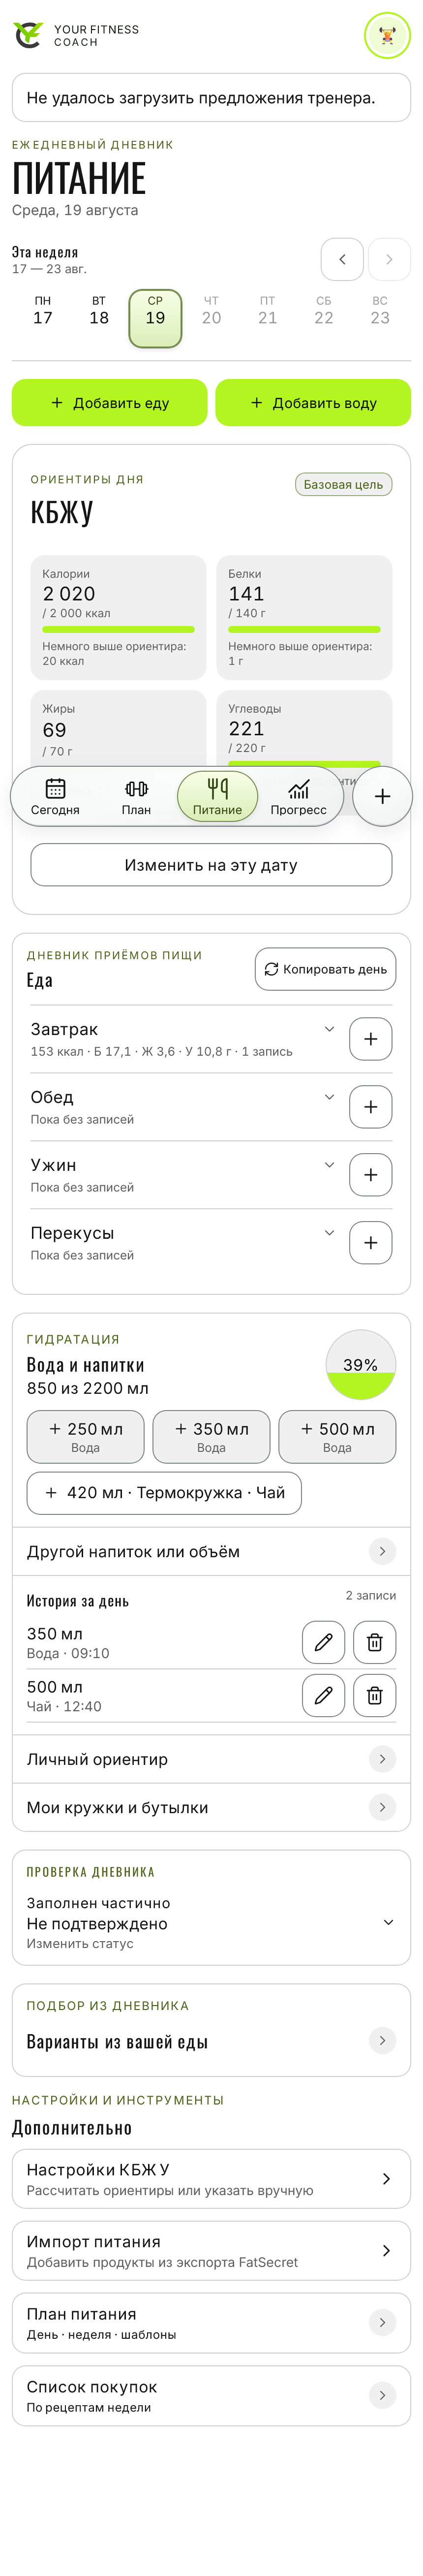 YOUR FITNESS
COACH
Не удалось загрузить предложения тренера.
ЕЖЕДНЕВНЫЙ ДНЕВНИК
ПИТАНИЕ
Среда, 19 августа
Эта неделя
17 — 23 авг.
ПН ВТ СР ЧТ ПТ СБ ВС
17 18 19 20 21 22 23
+ Добавить еду
+ Добавить воду
ОРИЕНТИРЫ ДНЯ
Базовая цель
КБЖУ
Калории
2 020
/ 2 000 ккал
Немного выше ориентира:
20 ккал
Белки
141
/ 140 г
Немного выше ориентира:
1 г
Жиры
69
/ 70 г
Углеводы
221
/ 220 г
Сегодня
План
Питание
Прогресс
+
Изменить на эту дату
ДНЕВНИК ПРИЁМОВ ПИЩИ
Еда
Копировать день
Завтрак
153 ккал · Б 17,1 · Ж 3,6 · У 10,8 г · 1 запись
Обед
Пока без записей
Ужин
Пока без записей
Перекусы
Пока без записей
ГИДРАТАЦИЯ
Вода и напитки
850 из 2200 мл
39%
+ 250 мл
Вода
+ 350 мл
Вода
+ 500 мл
Вода
+ 420 мл · Термокружка · Чай
Другой напиток или объём
История за день
2 записи
350 мл
Вода · 09:10
500 мл
Чай · 12:40
Личный ориентир
Мои кружки и бутылки
ПРОВЕРКА ДНЕВНИКА
Заполнен частично
Не подтверждено
Изменить статус
ПОДБОР ИЗ ДНЕВНИКА
Варианты из вашей еды
НАСТРОЙКИ И ИНСТРУМЕНТЫ
Дополнительно
Настройки КБЖУ
Рассчитать ориентиры или указать вручную
Импорт питания
Добавить продукты из экспорта FatSecret
План питания
День · неделя · шаблоны
Список покупок
По рецептам недели